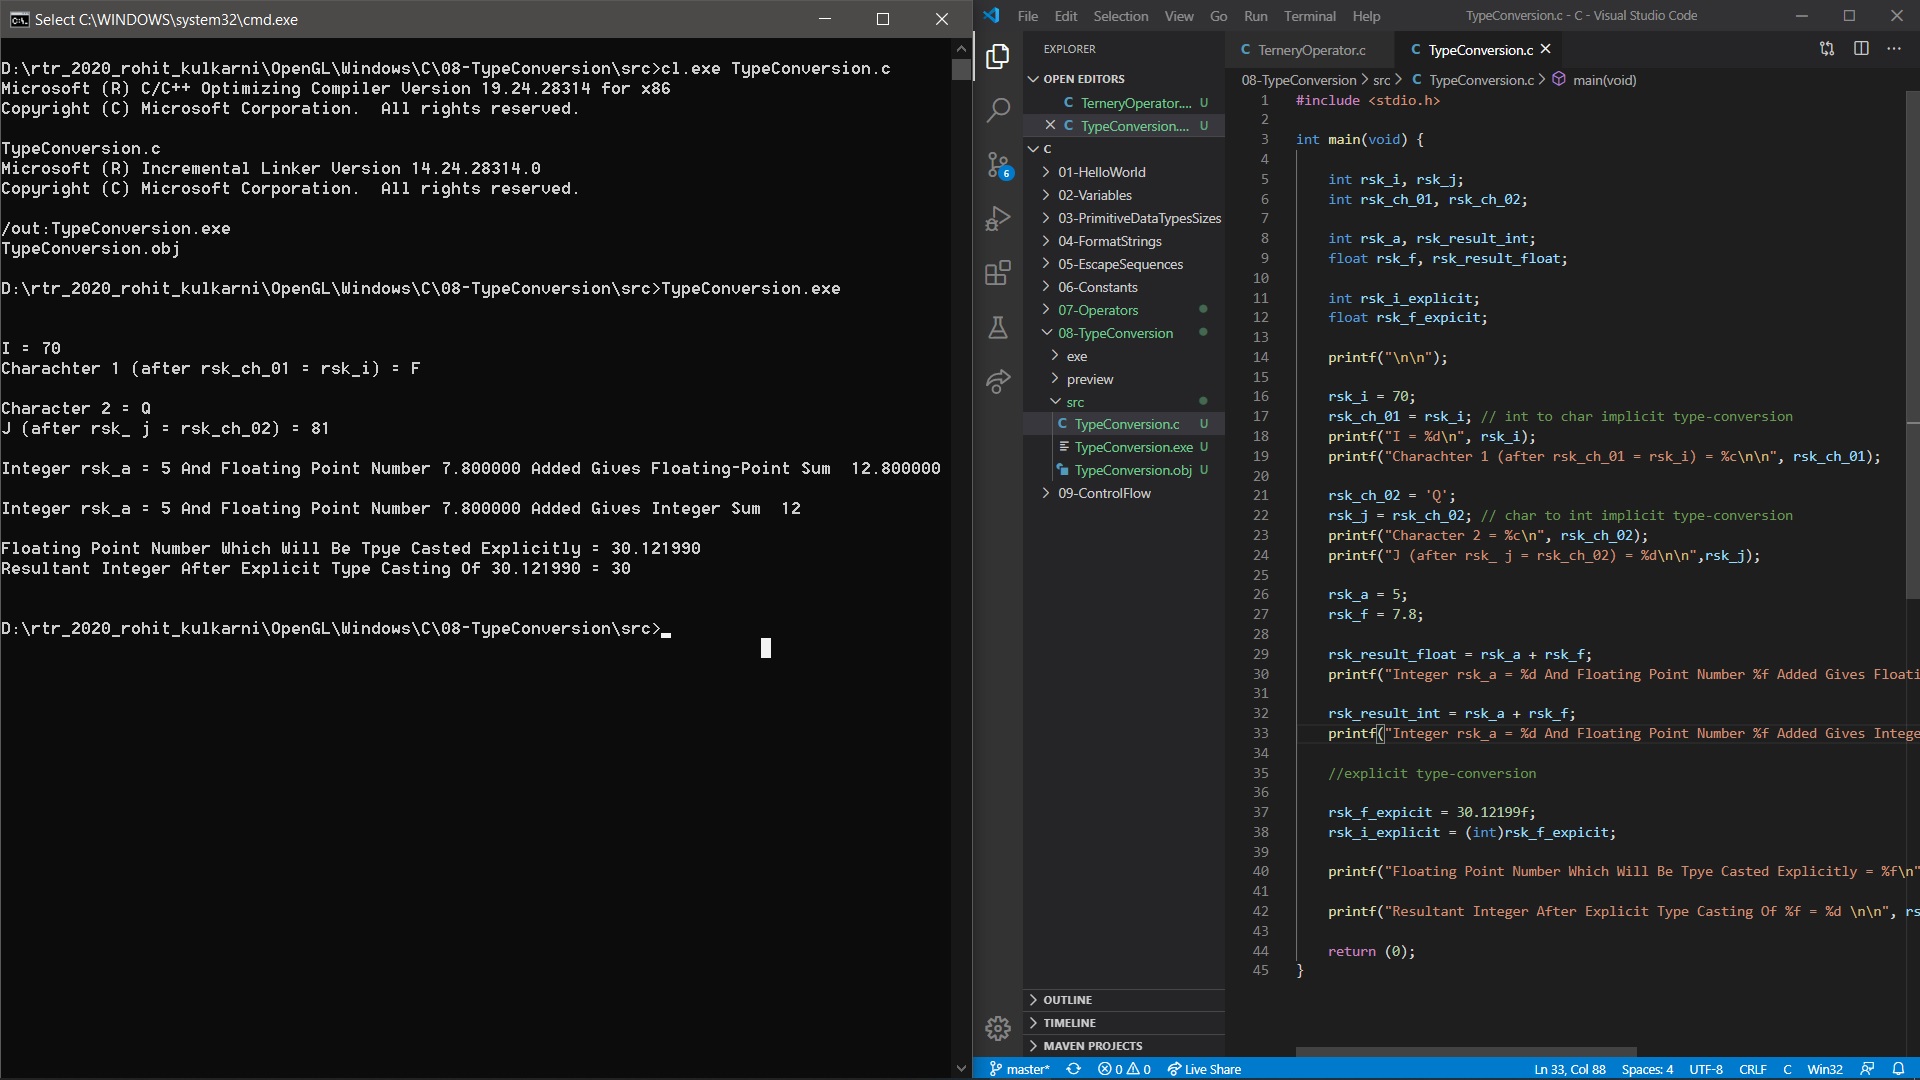 Select C:\WINDOWS\system32\cmd.exe
D:\rtr_2020_rohit_kulkarni\OpenGL\Windows\C\08-TypeConversion\src>cl.exe TypeConversion.c
Microsoft (R) C/C++ Optimizing Compiler Version 19.24.28314 for x86
Copyright (C) Microsoft Corporation.  All rights reserved.
TypeConversion.c
Microsoft (R) Incremental Linker Version 14.24.28314.0
Copyright (C) Microsoft Corporation.  All rights reserved.
/out:TypeConversion.exe
TypeConversion.obj
D:\rtr_2020_rohit_kulkarni\OpenGL\Windows\C\08-TypeConversion\src>TypeConversion.exe
I = 70
Charachter 1 (after rsk_ch_01 = rsk_i) = F
Character 2 = Q
J (after rsk_ j = rsk_ch_02) = 81
Integer rsk_a = 5 And Floating Point Number 7.800000 Added Gives Floating-Point Sum  12.800000
Integer rsk_a = 5 And Floating Point Number 7.800000 Added Gives Integer Sum  12
Floating Point Number Which Will Be Tpye Casted Explicitly = 30.121990
Resultant Integer After Explicit Type Casting Of 30.121990 = 30
D:\rtr_2020_rohit_kulkarni\OpenGL\Windows\C\08-TypeConversion\src>
File Edit Selection View Go Run Terminal Help TypeConversion.c - C - Visual Studio Code
EXPLORER
OPEN EDITORS
C TerneryOperator.... U
C TypeConversion.... U
C
01-HelloWorld
02-Variables
03-PrimitiveDataTypesSizes
04-FormatStrings
05-EscapeSequences
06-Constants
07-Operators
08-TypeConversion
exe
preview
src
C TypeConversion.c U
TypeConversion.exe U
TypeConversion.obj U
09-ControlFlow
OUTLINE
TIMELINE
MAVEN PROJECTS
6
C TerneryOperator.c C TypeConversion.c
08-TypeConversion > src > C TypeConversion.c > main(void)
1 #include <stdio.h>
2
3 int main(void) {
4
5 int rsk_i, rsk_j;
6 int rsk_ch_01, rsk_ch_02;
7
8 int rsk_a, rsk_result_int;
9 float rsk_f, rsk_result_float;
10
11 int rsk_i_explicit;
12 float rsk_f_expicit;
13
14 printf("\n\n");
15
16 rsk_i = 70;
17 rsk_ch_01 = rsk_i; // int to char implicit type-conversion
18 printf("I = %d\n", rsk_i);
19 printf("Charachter 1 (after rsk_ch_01 = rsk_i) = %c\n\n", rsk_ch_01);
20
21 rsk_ch_02 = 'Q';
22 rsk_j = rsk_ch_02; // char to int implicit type-conversion
23 printf("Character 2 = %c\n", rsk_ch_02);
24 printf("J (after rsk_ j = rsk_ch_02) = %d\n\n",rsk_j);
25
26 rsk_a = 5;
27 rsk_f = 7.8;
28
29 rsk_result_float = rsk_a + rsk_f;
30 printf("Integer rsk_a = %d And Floating Point Number %f Added Gives Floati
31
32 rsk_result_int = rsk_a + rsk_f;
33 printf("Integer rsk_a = %d And Floating Point Number %f Added Gives Intege
34
35 //explicit type-conversion
36
37 rsk_f_expicit = 30.12199f;
38 rsk_i_explicit = (int)rsk_f_expicit;
39
40 printf("Floating Point Number Which Will Be Tpye Casted Explicitly = %f\n"
41
42 printf("Resultant Integer After Explicit Type Casting Of %f = %d \n\n", rs
43
44 return (0);
45 }
master* 0 0 Live Share Ln 33, Col 88 Spaces: 4 UTF-8 CRLF C Win32